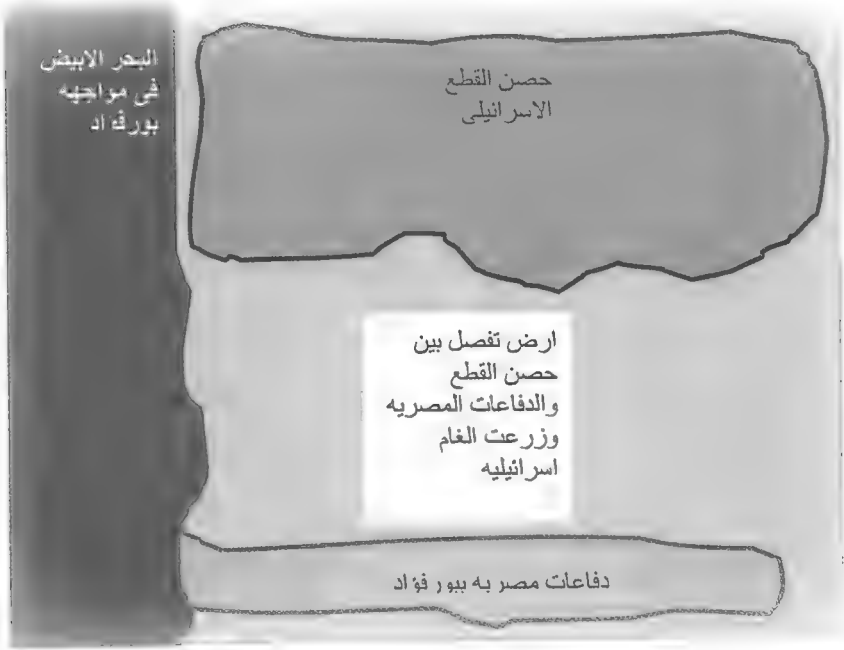 البحر الابيض
فى مواجهه
بورفؤاد
حصن القطع
الاسرائيلى
ارض تفصل بين
حصن القطع
والدفاعات المصريه
وزرعت الغام
اسرائيليه
دفاعات مصريه ببور فؤاد